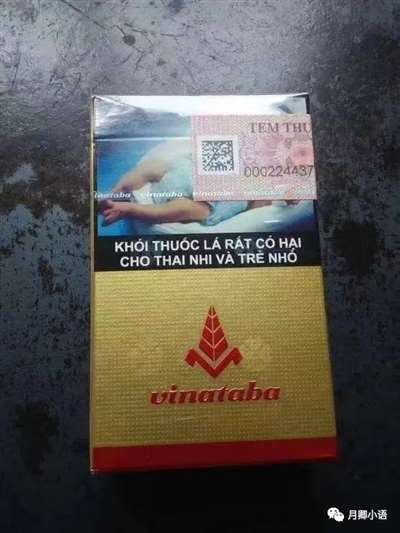 TEM THU
000224437
vinataba vinataba vinataba
KHÓI THUỐC LÁ RẤT CÓ HẠI
CHO THAI NHI VÀ TRẺ NHỎ
vinataba
月卿小语